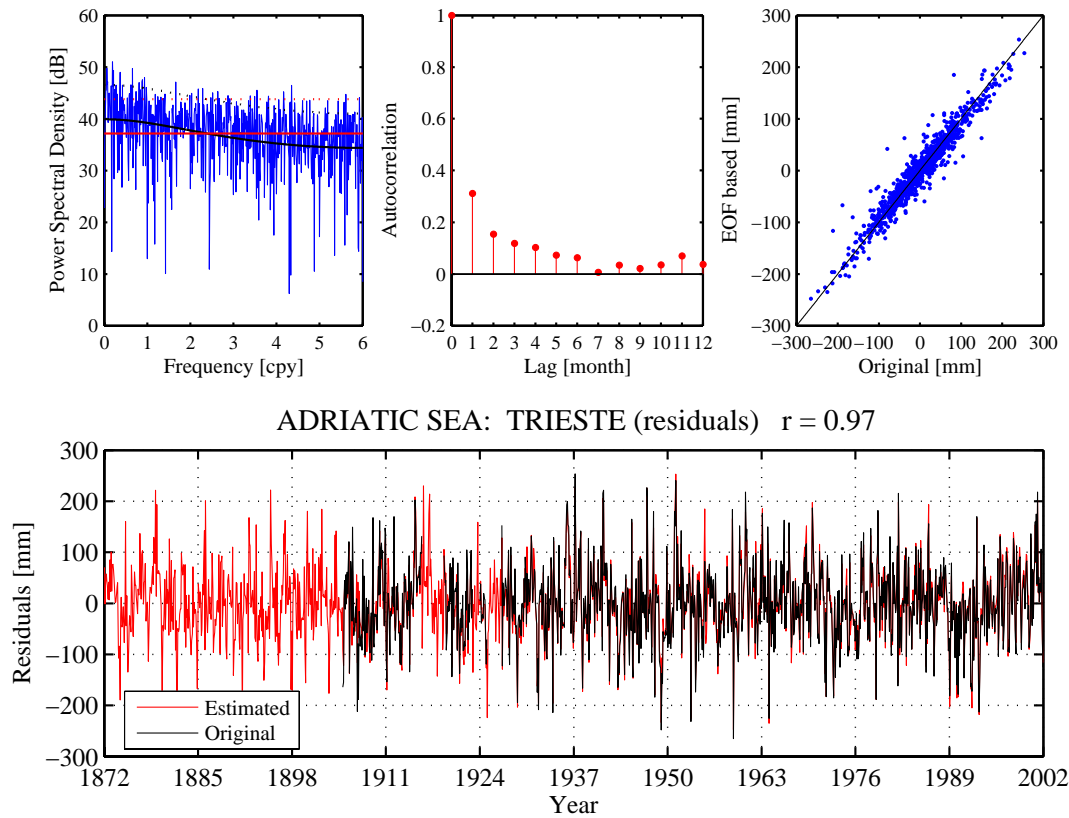 60
50
40
30
20
10
0
0 1 2 3 4 5 6
Power Spectral Density [dB]
Frequency [cpy]
1
0.8
0.6
0.4
0.2
0
−0.2
0 1 2 3 4 5 6 7 8 9 10 11 12
Autocorrelation
Lag [month]
300
200
100
0
−100
−200
−300
−300 −200 −100 0 100 200 300
EOF based [mm]
Original [mm]
ADRIATIC SEA: TRIESTE (residuals) r = 0.97
300
200
100
0
−100
−200
−300
Residuals [mm]
Estimated
Original
1872 1885 1898 1911 1924 1937 1950 1963 1976 1989 2002
Year